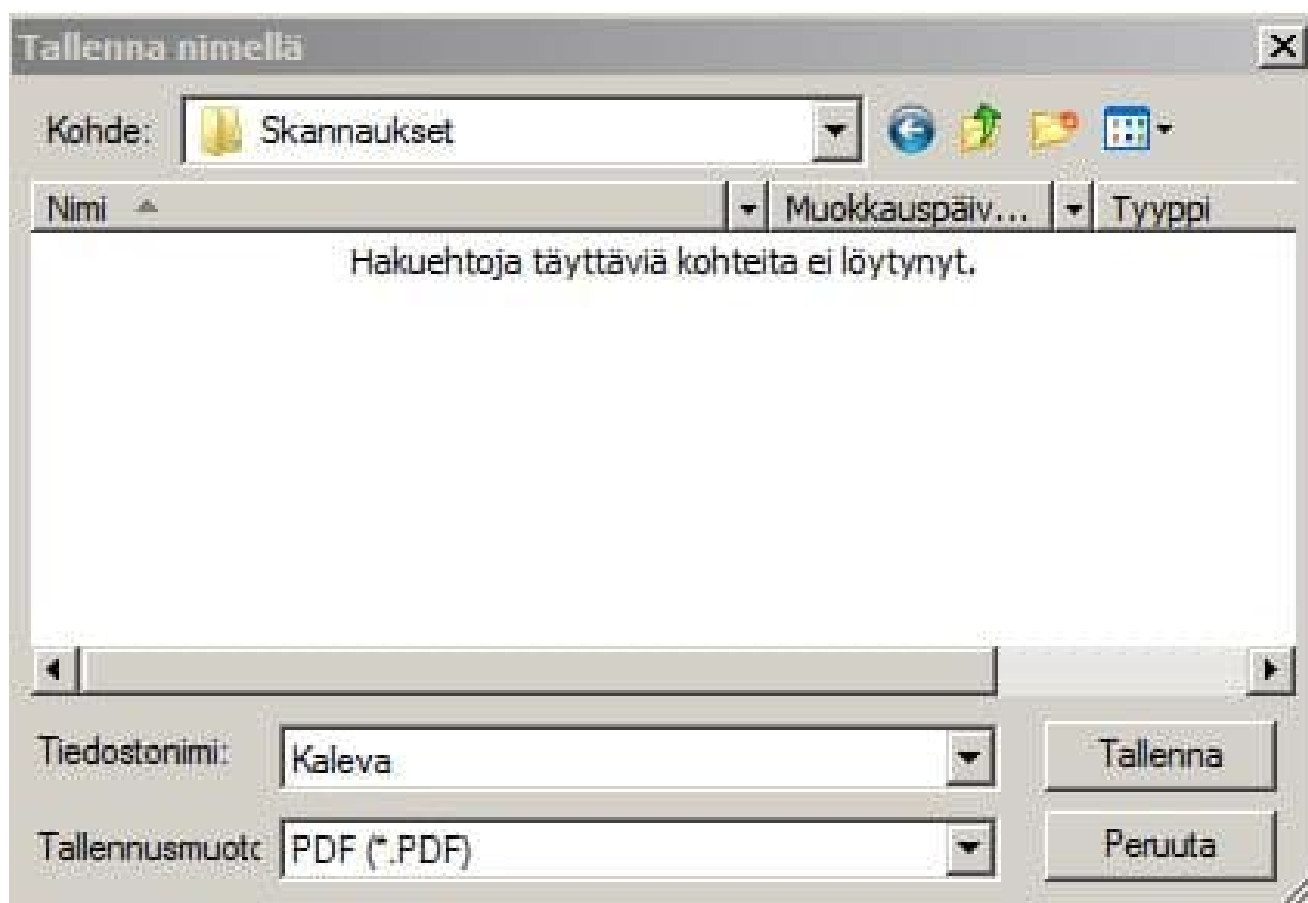 Tallenna nimellä
Kohde: Skannaukset
Nimi Muokkauspäiv... Tyyppi
Hakuehtoja täyttäviä kohteita ei löytynyt.
Tiedostonimi: Kaleva Tallenna
Tallennusmuotc PDF (*.PDF) Peruuta